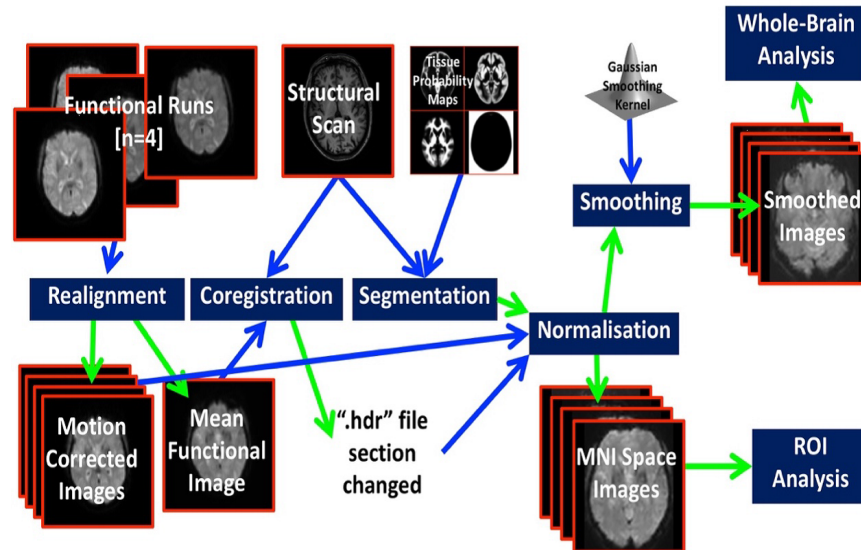 Whole-Brain
Analysis
Functional Runs
[n=4]
Structural
Scan
Tissue
Probability
Maps
Gaussian
Smoothing
Kernel
Smoothing
Smoothed
Images
Realignment
Coregistration
Segmentation
Normalisation
Motion
Corrected
Images
Mean
Functional
Image
“.hdr” file
section
changed
MNI Space
Images
ROI
Analysis